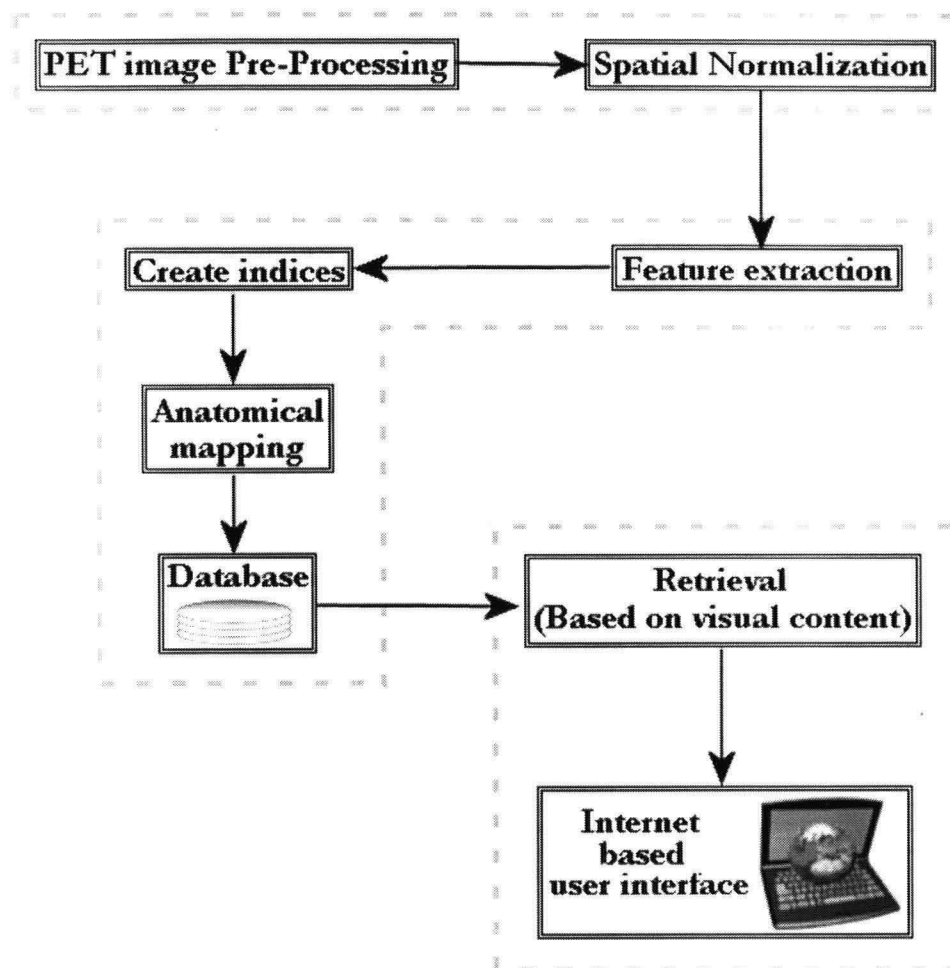 PET image Pre-Processing
Spatial Normalization
Feature extraction
Create indices
Anatomical
mapping
Database
Retrieval
(Based on visual content)
Internet
based
user interface